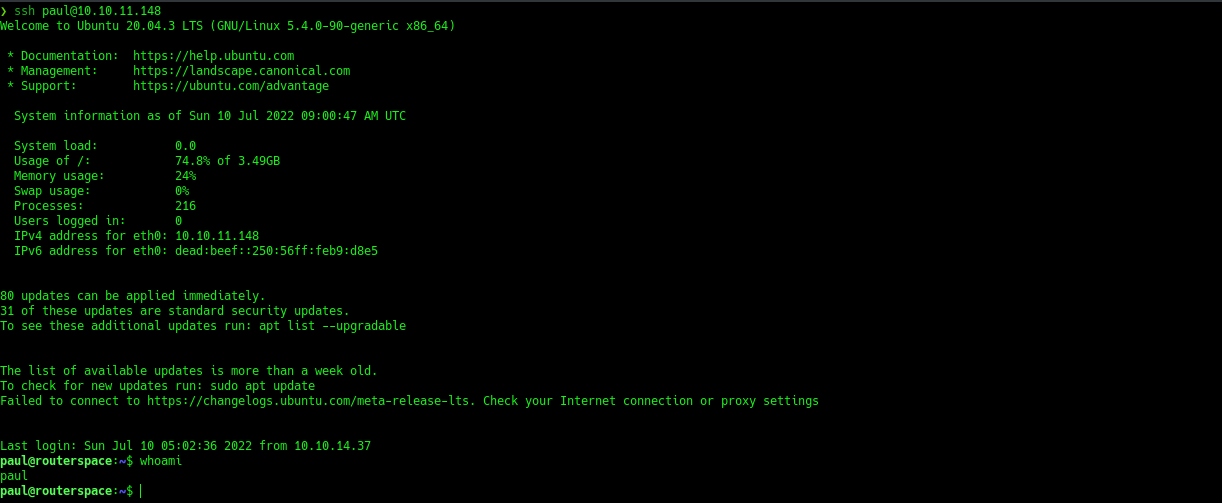 ❯ ssh paul@10.10.11.148
Welcome to Ubuntu 20.04.3 LTS (GNU/Linux 5.4.0-90-generic x86_64)
* Documentation:  https://help.ubuntu.com
* Management:     https://landscape.canonical.com
* Support:        https://ubuntu.com/advantage
System information as of Sun 10 Jul 2022 09:00:47 AM UTC
System load:           0.0
Usage of /:            74.8% of 3.49GB
Memory usage:          24%
Swap usage:            0%
Processes:             216
Users logged in:       0
IPv4 address for eth0: 10.10.11.148
IPv6 address for eth0: dead:beef::250:56ff:feb9:d8e5
80 updates can be applied immediately.
31 of these updates are standard security updates.
To see these additional updates run: apt list --upgradable
The list of available updates is more than a week old.
To check for new updates run: sudo apt update
Failed to connect to https://changelogs.ubuntu.com/meta-release-lts. Check your Internet connection or proxy settings
Last login: Sun Jul 10 05:02:36 2022 from 10.10.14.37
paul@routerspace:~$ whoami
paul
paul@routerspace:~$